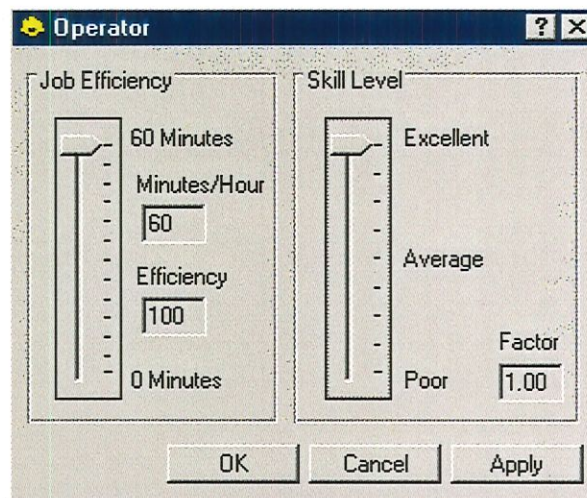 Operator
Job Efficiency
60 Minutes
Minutes/Hour
60
Efficiency
100
0 Minutes
Skill Level
Excellent
Average
Poor
Factor
1.00
OK
Cancel
Apply